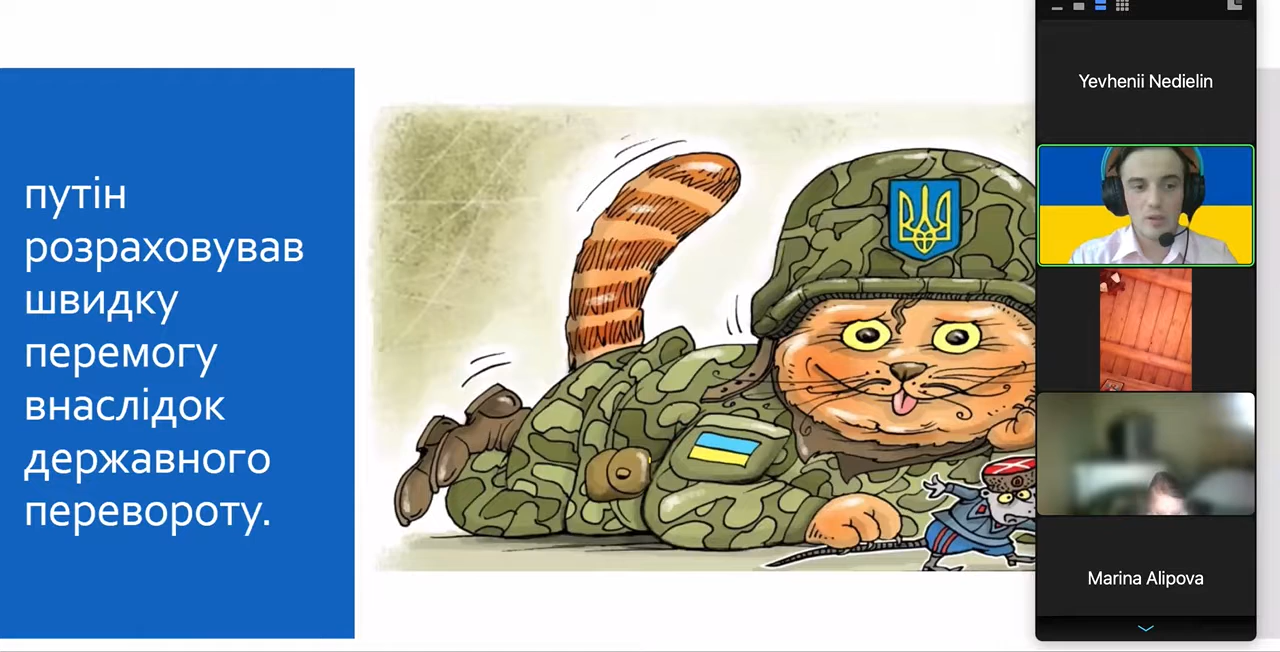 путін
розраховував
швидку
перемогу
внаслідок
державного
перевороту.
Yevhenii Nedielin
Marina Alipova